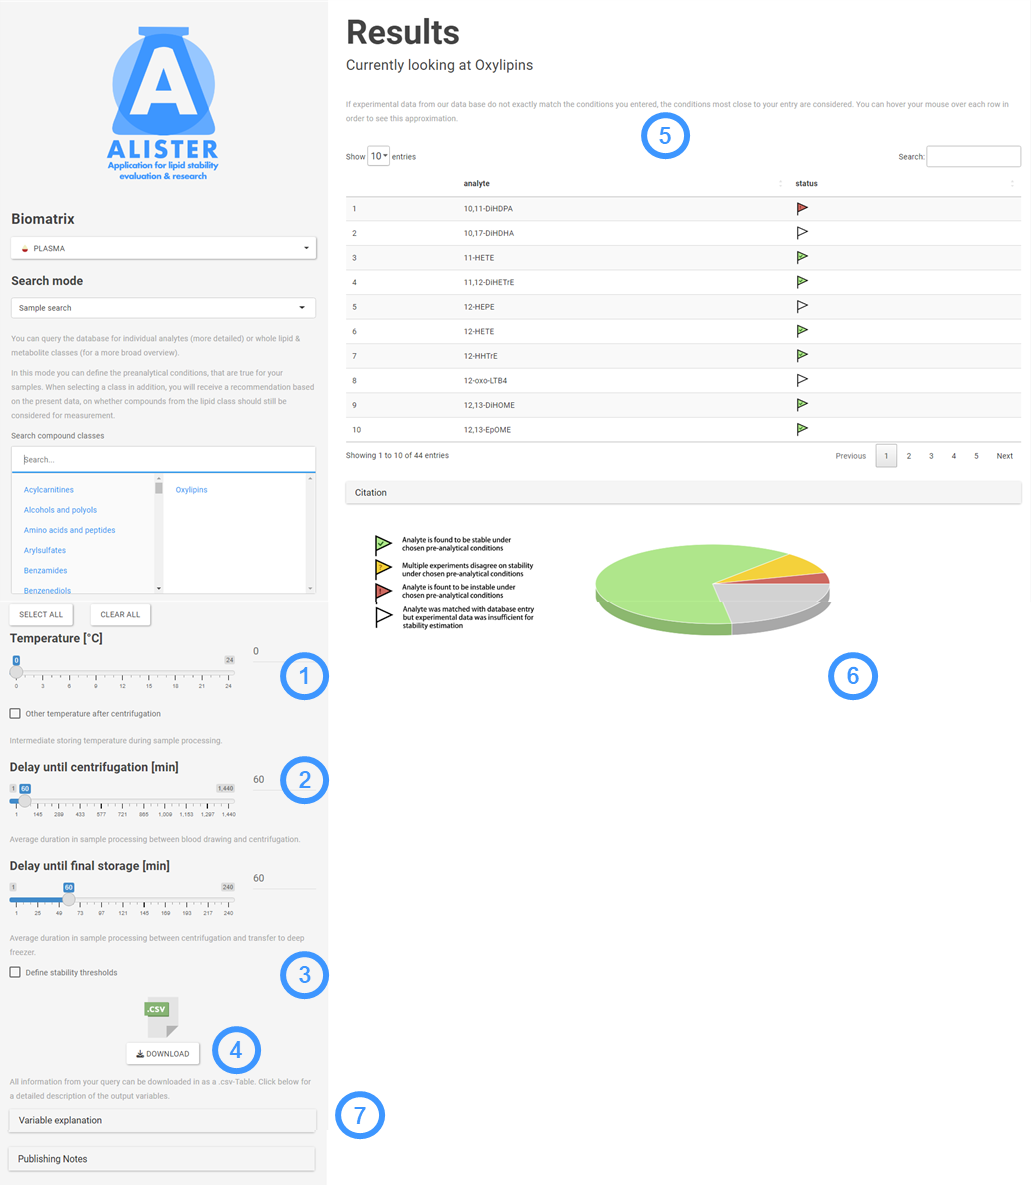 ALISTER
Application for lipid stability
evaluation & research
Biomatrix
PLASMA
Search mode
Sample search
You can query the database for individual analytes (more detailed) or whole lipid &
metabolite classes (for a more broad overview).
In this mode you can define the preanalytical conditions, that are true for your
samples. When selecting a class in addition, you will receive a recommendation based
on the present data, on whether compounds from the lipid class should still be
considered for measurement.
Search compound classes
Search...
Acylcarnitines
Alcohols and polyols
Amino acids and peptides
Arylsulfates
Benzamides
Benzenediols
Oxylipins
SELECT ALL CLEAR ALL
Temperature [°C]
0
0 24
0 3 6 9 12 15 18 21 24
1
Other temperature after centrifugation
Intermediate storing temperature during sample processing.
Delay until centrifugation [min]
60
1 60 1,440
1 145 289 433 577 721 865 1,009 1,153 1,297 1,440
2
Average duration in sample processing between blood drawing and centrifugation.
Delay until final storage [min]
60
1 60 240
1 25 49 73 97 121 145 169 193 217 240
Average duration in sample processing between centrifugation and transfer to deep
freezer.
Define stability thresholds
3
.CSV
DOWNLOAD
4
All information from your query can be downloaded in as a .csv-Table. Click below for
a detailed description of the output variables.
Variable explanation
7
Publishing Notes
Results
Currently looking at Oxylipins
If experimental data from our data base do not exactly match the conditions you entered, the conditions most close to your entry are considered. You can hover your mouse over each row in
order to see this approximation.
5
Show 10 entries
Search:
analyte status
1 10,11-DiHDPA
2 10,17-DiHDHA
3 11-HETE
4 11,12-DiHETrE
5 12-HEPE
6 12-HETE
7 12-HHTrE
8 12-oxo-LTB4
9 12,13-DiHOME
10 12,13-EpOME
Showing 1 to 10 of 44 entries
Previous 1 2 3 4 5 Next
Citation
Analyte is found to be stable under
chosen pre-analytical conditions
Multiple experiments disagree on stability
under chosen pre-analytical conditions
Analyte is fount to be instable under
chosen pre-analytical conditions
Analyte was matched with database entry
but experimental data was insufficient for
stability estimation
6